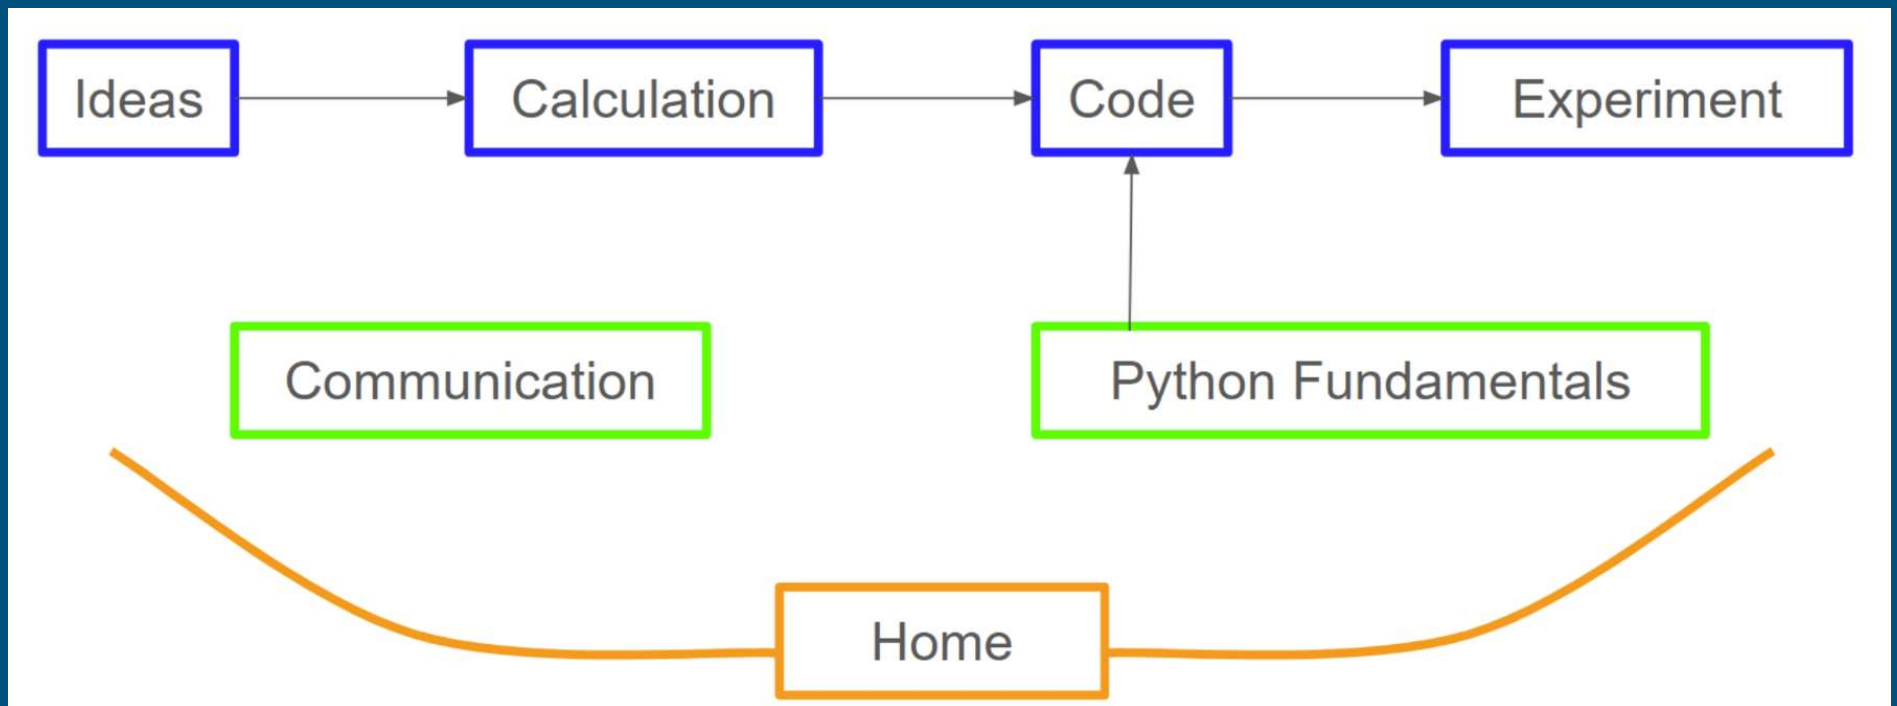 Ideas
Calculation
Code
Experiment
Communication
Python Fundamentals
Home